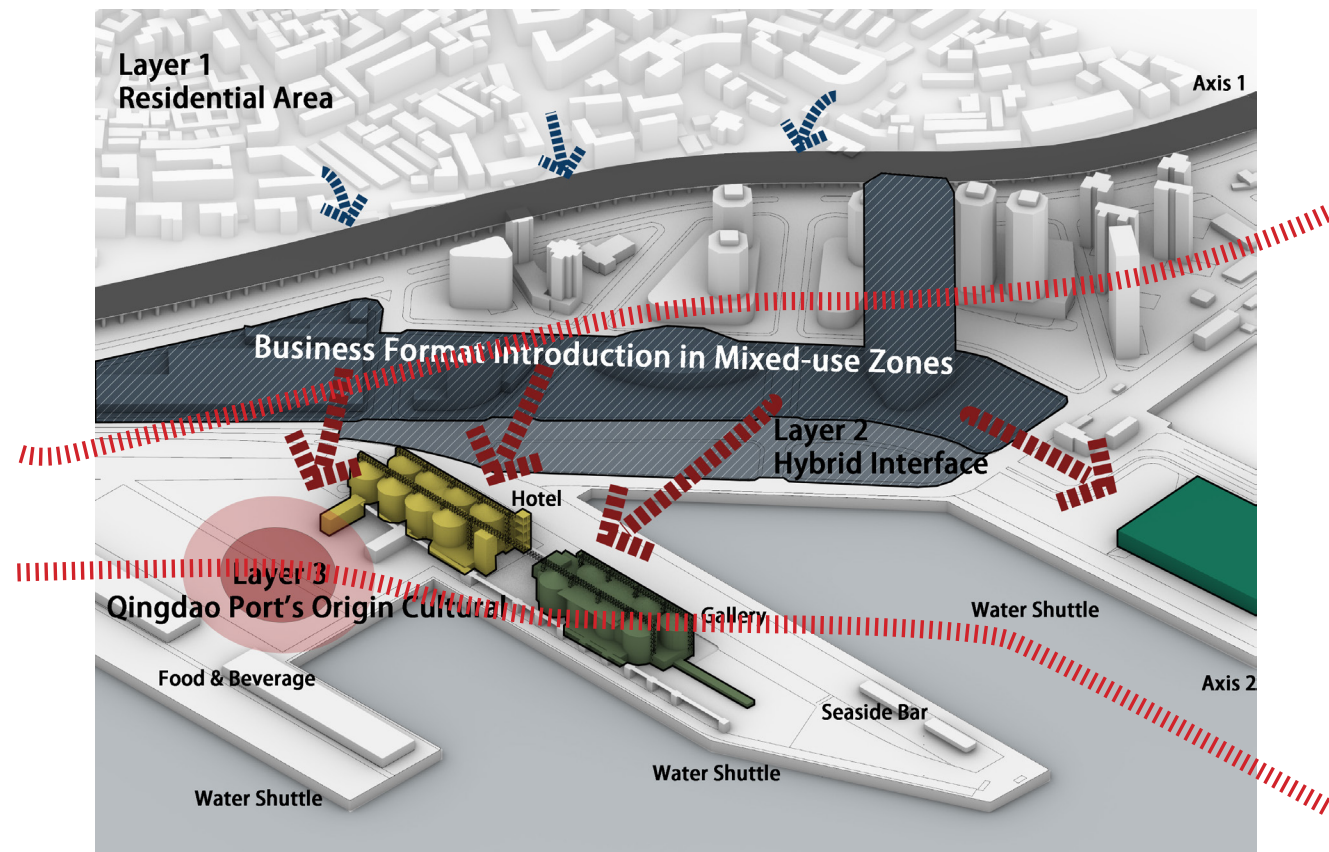 Layer 1
Residential Area
Axis 1
Business Format Introduction in Mixed-use Zones
Layer 2
Hybrid Interface
Hotel
Layer 3
Qingdao Port's Origin Cultural
Gallery
Water Shuttle
Food & Beverage
Axis 2
Seaside Bar
Water Shuttle
Water Shuttle